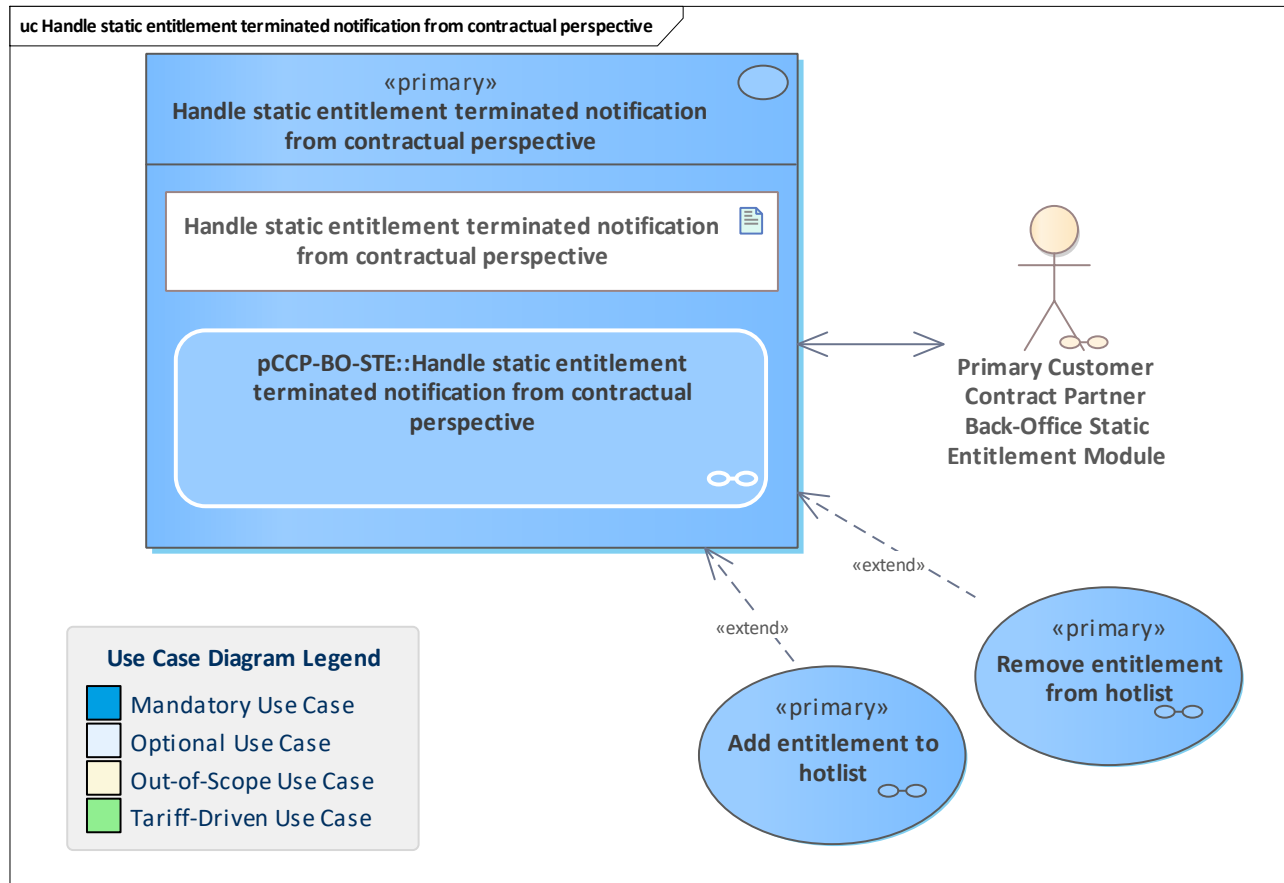 uc Handle static entitlement terminated notification from contractual perspective
«primary»
Handle static entitlement terminated notification
from contractual perspective
Handle static entitlement terminated notification
from contractual perspective
pCCP-BO-STE::Handle static entitlement
terminated notification from contractual
perspective
Primary Customer
Contract Partner
Back-Office Static
Entitlement Module
«extend»
«extend»
«primary»
Remove entitlement
from hotlist
«primary»
Add entitlement to
hotlist
Use Case Diagram Legend
Mandatory Use Case
Optional Use Case
Out-of-Scope Use Case
Tariff-Driven Use Case